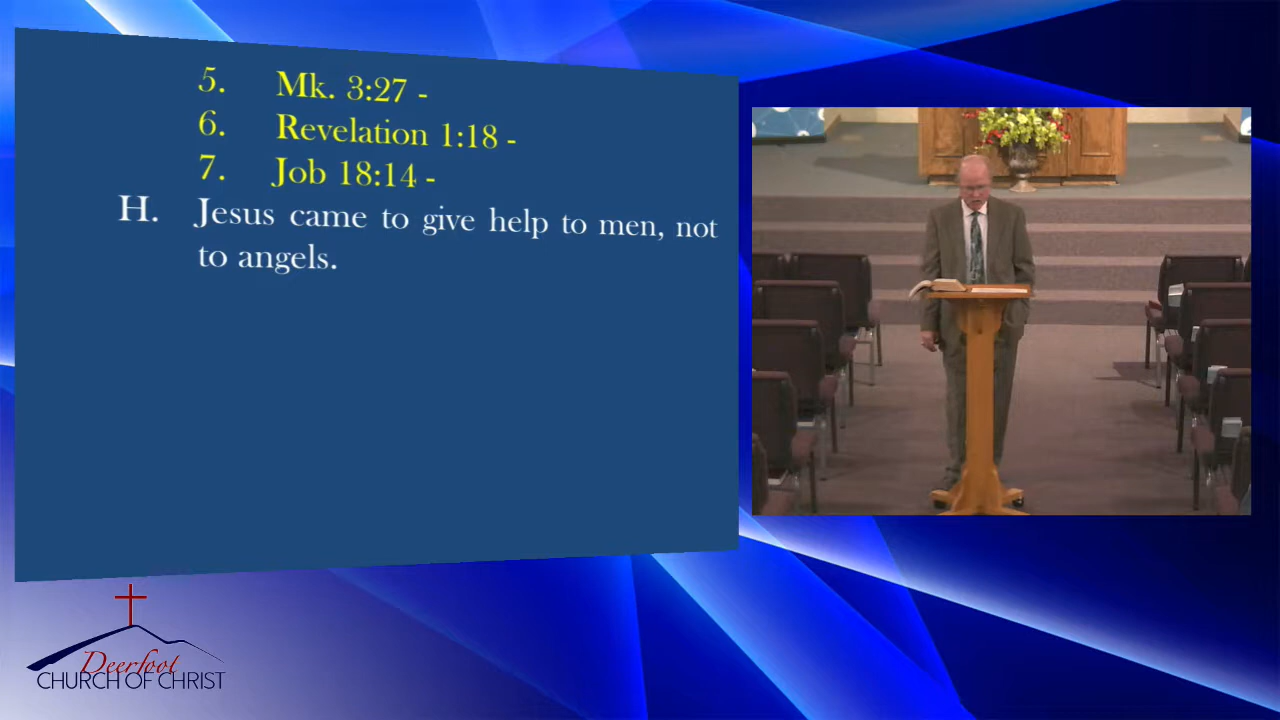 5. Mk. 3:27 -
6. Revelation 1:18 -
7. Job 18:14 -
H. Jesus came to give help to men, not
to angels.
Deerfoot
CHURCH OF CHRIST